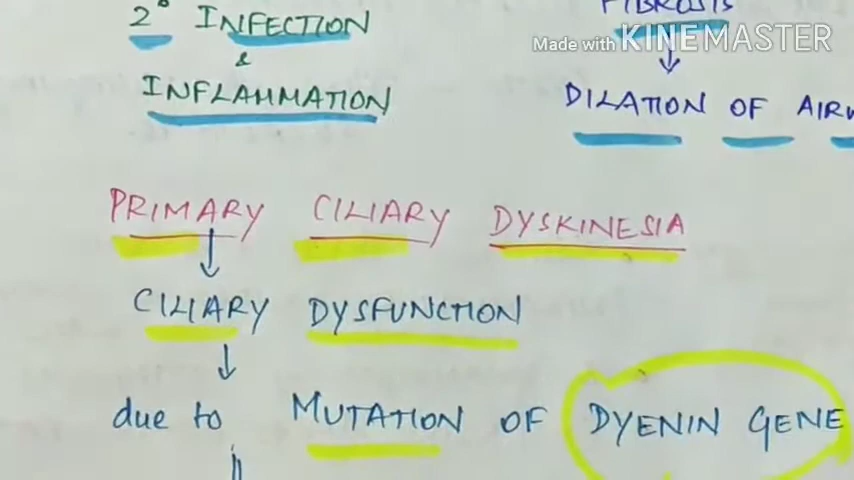 2° INFECTION
&
INFLAMMATION
FIBROSIS
Made with KINEMASTER
↓
DILATION OF
PRIMARY CILIARY DYSKINESIA
↓
CILIARY DYSFUNCTION
↓
due to MUTATION OF DYENIN GENE